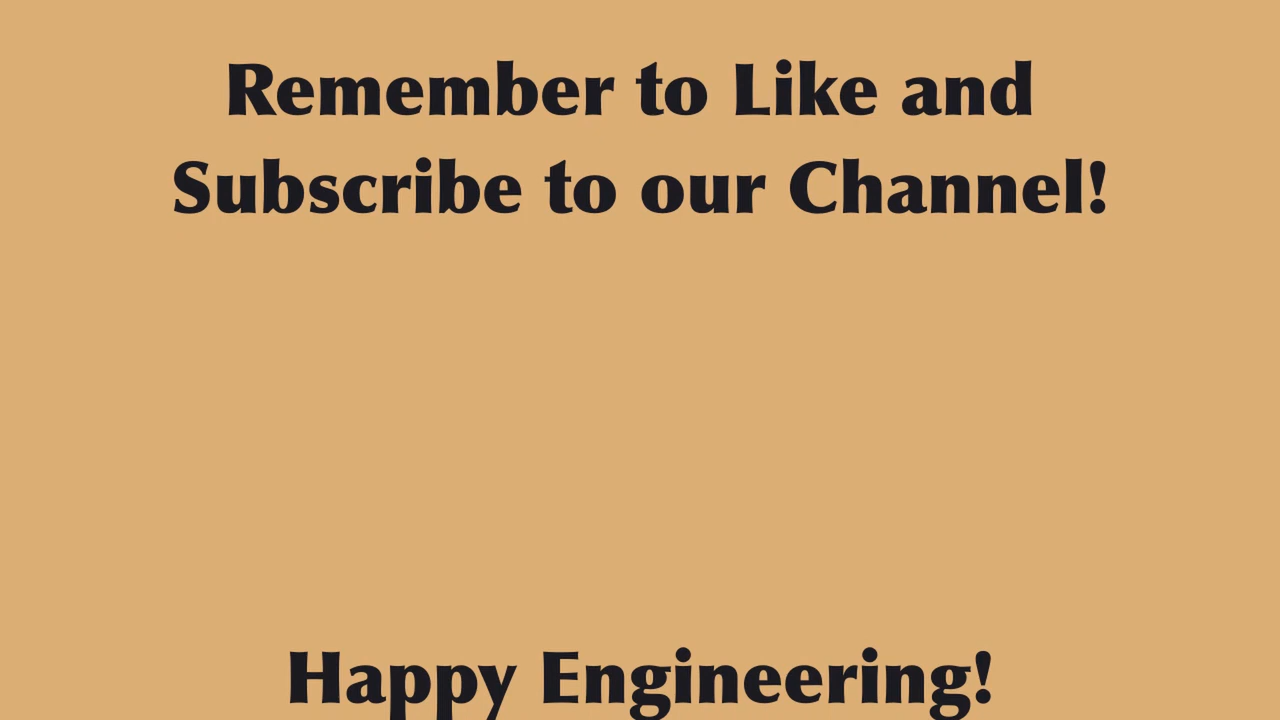 Remember to Like and
Subscribe to our Channel!
Happy Engineering!